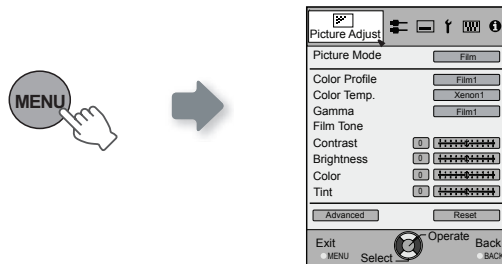 MENU
Picture Adjust
Picture Mode Film
Color Profile Film1
Color Temp. Xenon1
Gamma Film1
Film Tone
Contrast 0
Brightness 0
Color 0
Tint 0
Advanced Reset
Exit Operate Back
MENU Select BACK